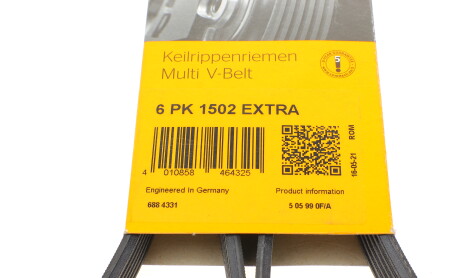 Keilrippenriemen
Multi V-Belt
5
6 PK 1502 EXTRA
4 010858 464325
ROM
16-05-21
Engineered In Germany
Product information
688 4331
5 05 99 0F/A